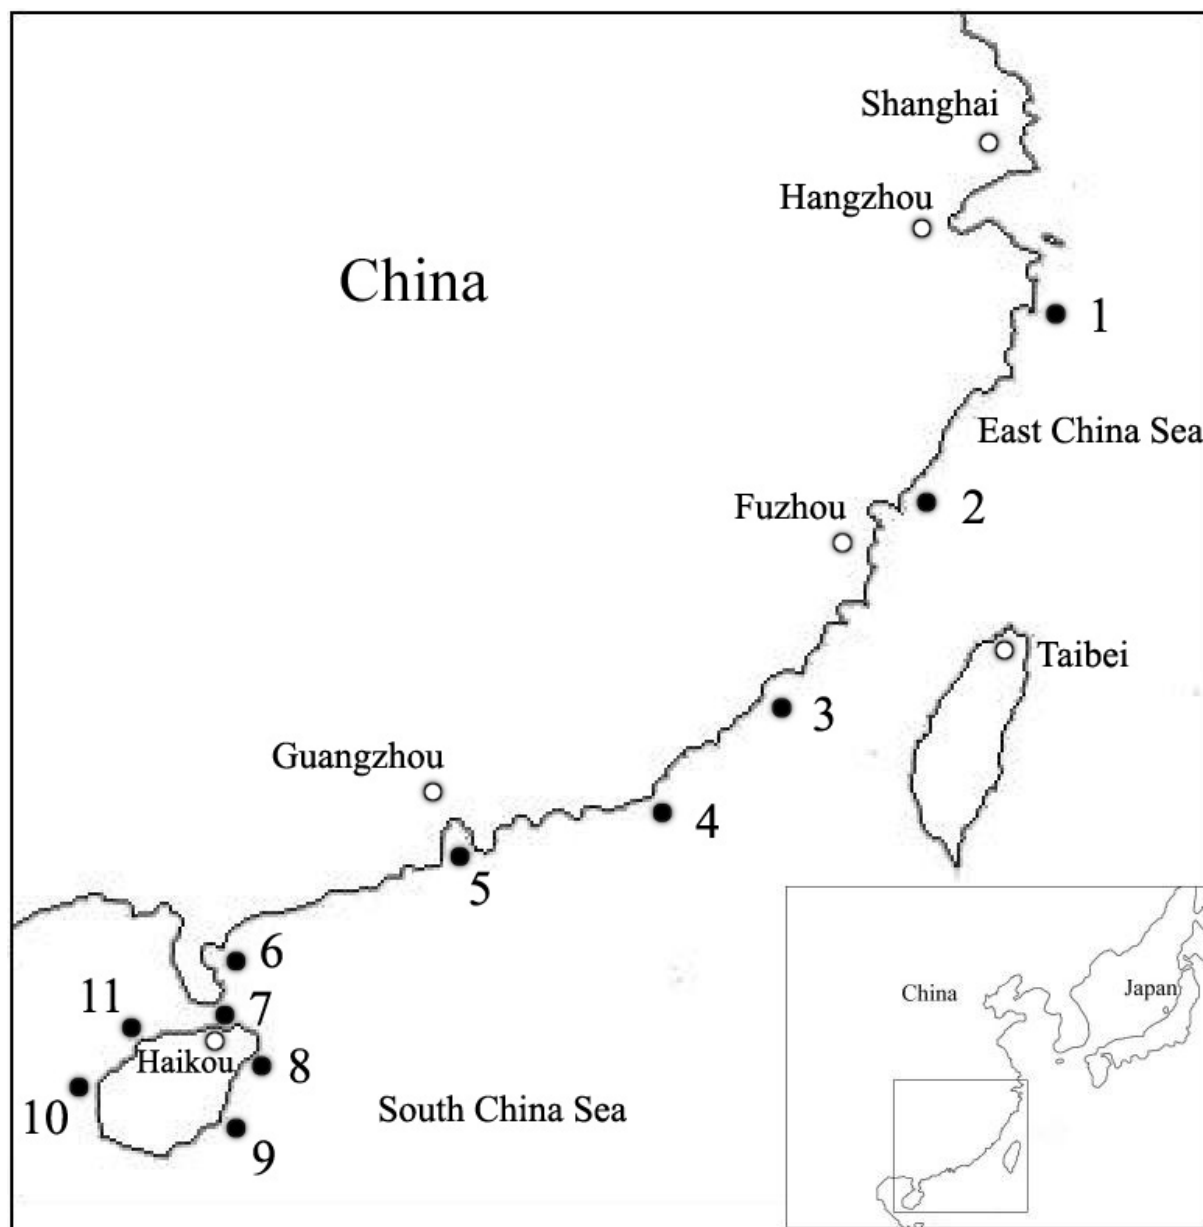 Shanghai
Hangzhou
China
1
East China Sea
Fuzhou
2
Taibei
3
Guangzhou
4
5
6
11
7
Haikou
8
10
South China Sea
9
China
Japan